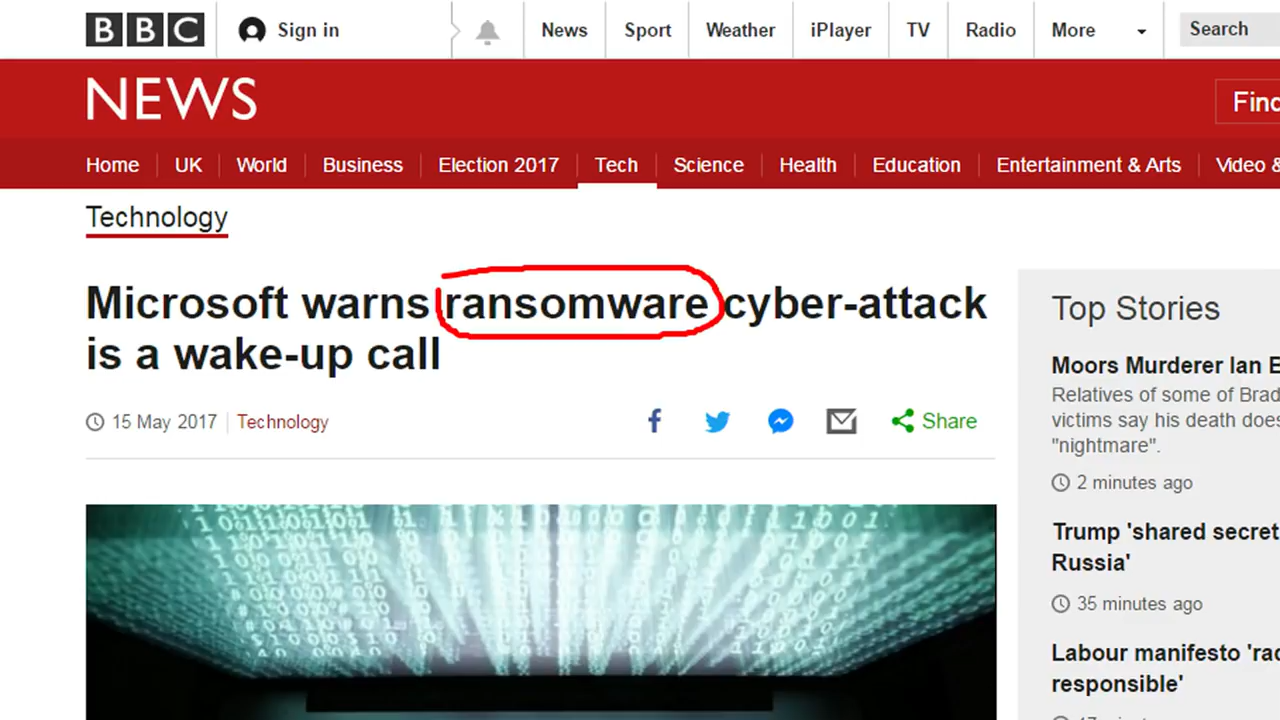 BBC
Sign in
News
Sport
Weather
iPlayer
TV
Radio
More
Search
NEWS
Home
UK
World
Business
Election 2017
Tech
Science
Health
Education
Entertainment & Arts
Video &
Technology
Microsoft warns ransomware cyber-attack
is a wake-up call
15 May 2017
Technology
Share
Top Stories
Moors Murderer Ian
Relatives of some of
victims say his death
"nightmare".
2 minutes ago
Trump 'shared
Russia'
35 minutes ago
Labour manifesto
responsible'